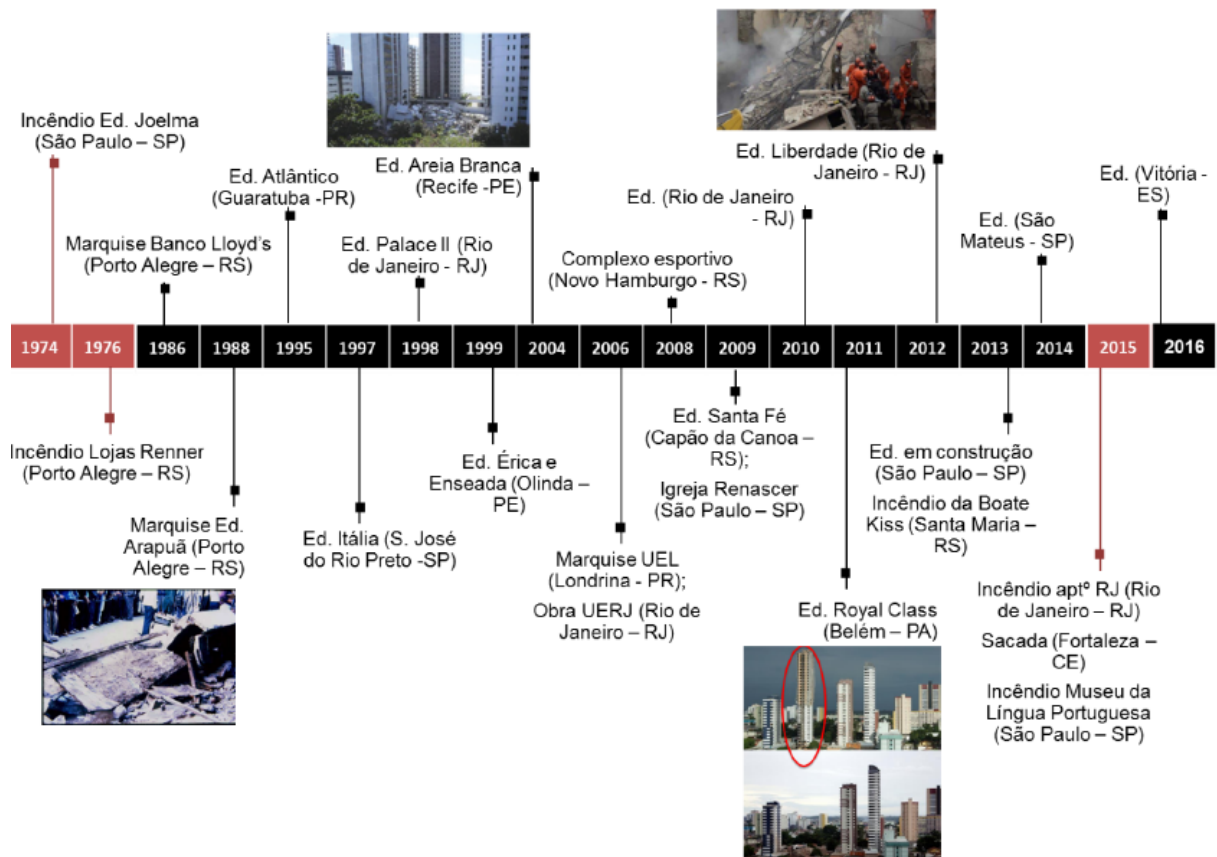 Incêndio Ed. Joelma
(São Paulo – SP)
Ed. Atlântico
(Guaratuba -PR)
Ed. Areia Branca
(Recife -PE)
Ed. Liberdade (Rio de
Janeiro - RJ)
Ed. (Vitória -
ES)
Marquise Banco Lloyd's
(Porto Alegre – RS)
Ed. Palace II (Rio
de Janeiro - RJ)
Complexo esportivo
(Novo Hamburgo - RS)
Ed. (Rio de Janeiro
- RJ)
Ed. (São
Mateus - SP)
1974 1976 1986 1988 1995 1997 1998 1999 2004 2006 2008 2009 2010 2011 2012 2013 2014 2015 2016
Incêndio Lojas Renner
(Porto Alegre – RS)
Marquise Ed.
Arapuã (Porto
Alegre – RS)
Ed. Itália (S. José
do Rio Preto -SP)
Ed. Érica e
Enseada (Olinda –
PE)
Marquise UEL
(Londrina - PR);
Obra UERJ (Rio de
Janeiro – RJ)
Ed. Santa Fé
(Capão da Canoa –
RS);
Igreja Renascer
(São Paulo – SP)
Ed. Royal Class
(Belém – PA)
Ed. em construção
(São Paulo – SP)
Incêndio da Boate
Kiss (Santa Maria –
RS)
Incêndio aptº RJ (Rio
de Janeiro – RJ)
Sacada (Fortaleza –
CE)
Incêndio Museu da
Língua Portuguesa
(São Paulo – SP)